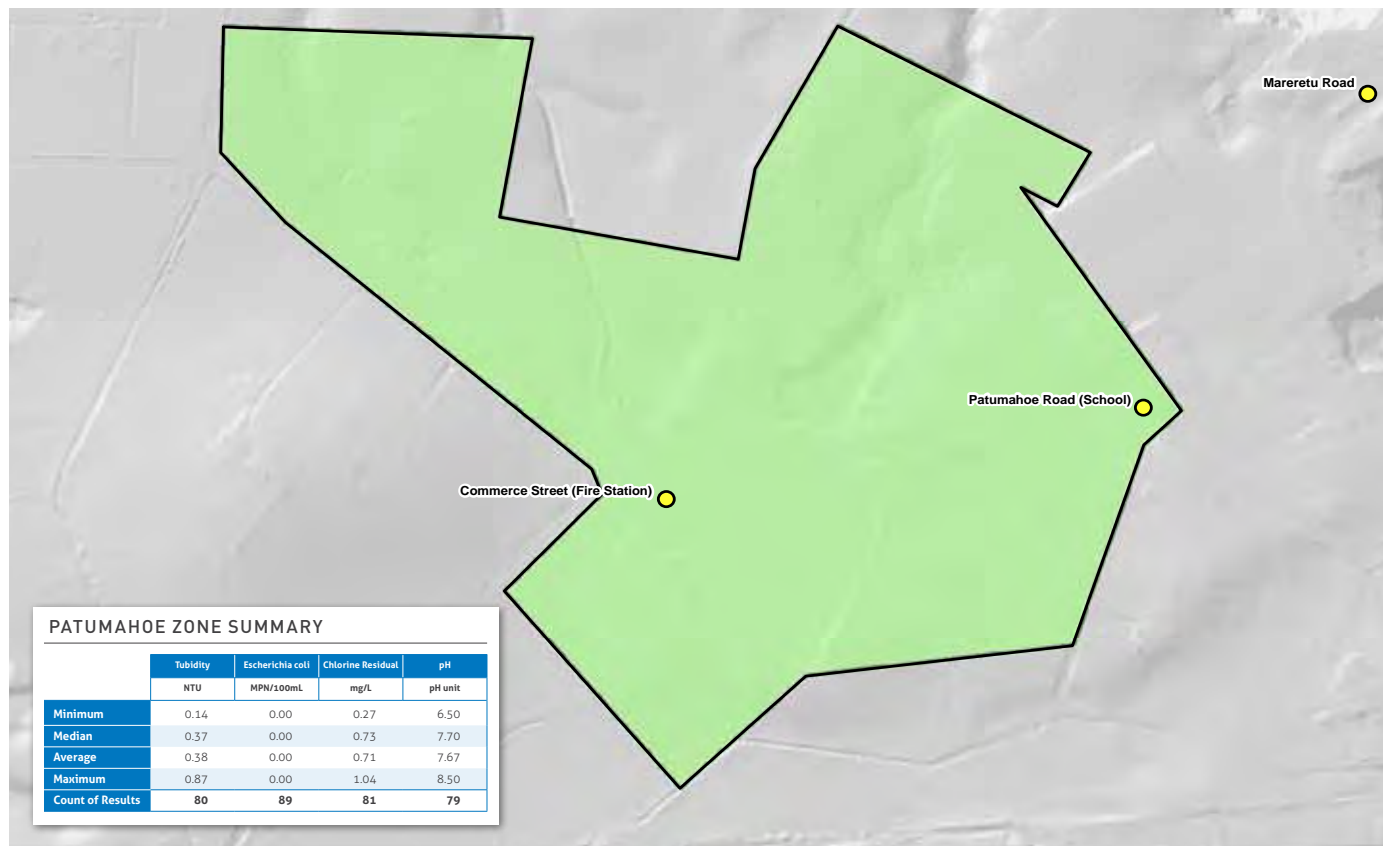 Mareretu Road
Patumahoe Road (School)
Commerce Street (Fire Station)
PATUMAHOE ZONE SUMMARY
Tubidity Escherichia coli Chlorine Residual pH
NTU MPN/100mL mg/L pH unit
Minimum 0.14 0.00 0.27 6.50
Median 0.37 0.00 0.73 7.70
Average 0.38 0.00 0.71 7.67
Maximum 0.87 0.00 1.04 8.50
Count of Results 80 89 81 79